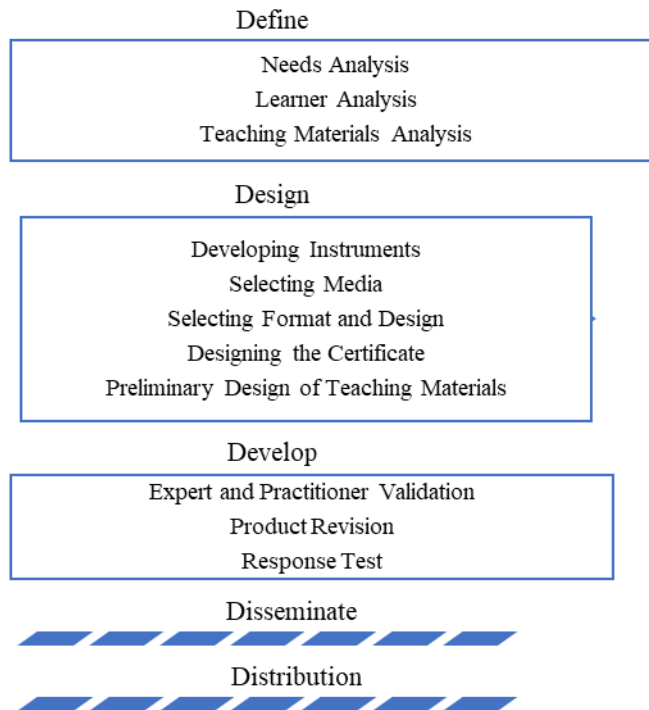 Define
Needs Analysis
Learner Analysis
Teaching Materials Analysis
Design
Developing Instruments
Selecting Media
Selecting Format and Design
Designing the Certificate
Preliminary Design of Teaching Materials
Develop
Expert and Practitioner Validation
Product Revision
Response Test
Disseminate
Distribution